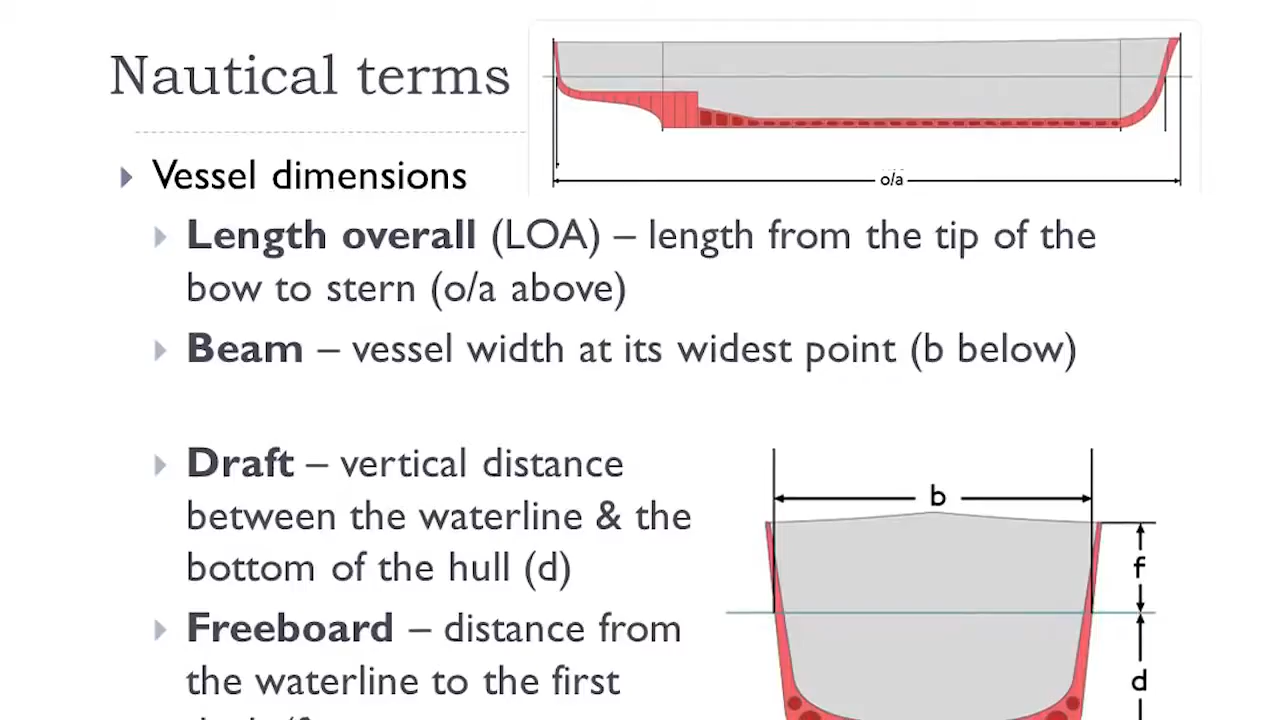 Nautical terms
o/a
Vessel dimensions
Length overall (LOA) – length from the tip of the
bow to stern (o/a above)
Beam – vessel width at its widest point (b below)
Draft – vertical distance
between the waterline & the
bottom of the hull (d)
Freeboard – distance from
the waterline to the first
b
f
d